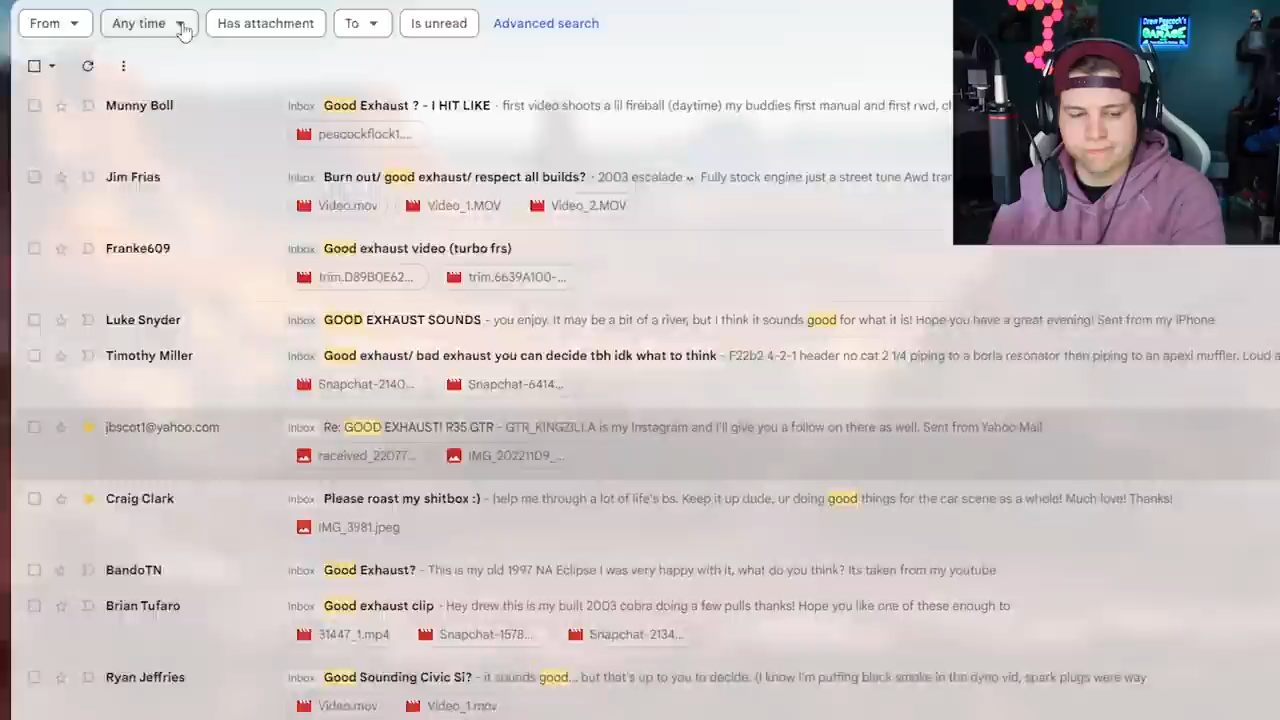 From Any time Has attachment To Is unread Advanced search
Drew Peacock's
GARAGE
Munny Boll Inbox Good Exhaust ? - I HIT LIKE - first video shoots a lil fireball (daytime) my buddies first manual and first rwd, ch
peacockflock1....
Jim Frias Inbox Burn out/ good exhaust/ respect all builds? - 2003 escalade Fully stock engine just a street tune Awd tran
Video.mov Video_1.MOV Video_2.MOV
Franke609 Inbox Good exhaust video (turbo frs)
trim.D89B0E62... trim.6639A100-...
Luke Snyder Inbox GOOD EXHAUST SOUNDS - you enjoy. It may be a bit of a river, but I think it sounds good for what it is! Hope you have a great evening! Sent from my iPhone
Timothy Miller Inbox Good exhaust/ bad exhaust you can decide tbh idk what to think - F22b2 4-2-1 header no cat 2 1/4 piping to a borla resonator then piping to an apexi muffler. Loud a
Snapchat-2140... Snapchat-6414...
jbscot1@yahoo.com Inbox Re: GOOD EXHAUST! R35 GTR - GTR_KINGZILLA is my Instagram and I'll give you a follow on there as well. Sent from Yahoo Mail
received_22077... IMG_20221109_...
Craig Clark Inbox Please roast my shitbox :) - help me through a lot of life's bs. Keep it up dude, ur doing good things for the car scene as a whole! Much love! Thanks!
IMG_3981.jpeg
BandoTN Inbox Good Exhaust? - This is my old 1997 NA Eclipse I was very happy with it, what do you think? Its taken from my youtube
Brian Tufaro Inbox Good exhaust clip - Hey drew this is my built 2003 cobra doing a few pulls thanks! Hope you like one of these enough to
31447_1.mp4 Snapchat-1578... Snapchat-2134...
Ryan Jeffries Inbox Good Sounding Civic Si? - it sounds good... but that's up to you to decide. (I know I'm puffing black smoke in the dyno vid, spark plugs were way
Video.mov Video_1.mov